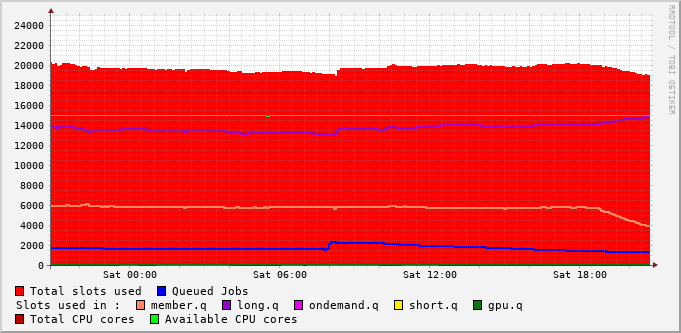 24000
22000
20000
18000
16000
14000
12000
10000
8000
6000
4000
2000
0
Sat 00:00 Sat 06:00 Sat 12:00 Sat 18:00
RRDTOOL / TOBI OETIKER
Total slots used Queued Jobs
Slots used in : member.q long.q ondemand.q short.q gpu.q
Total CPU cores Available CPU cores